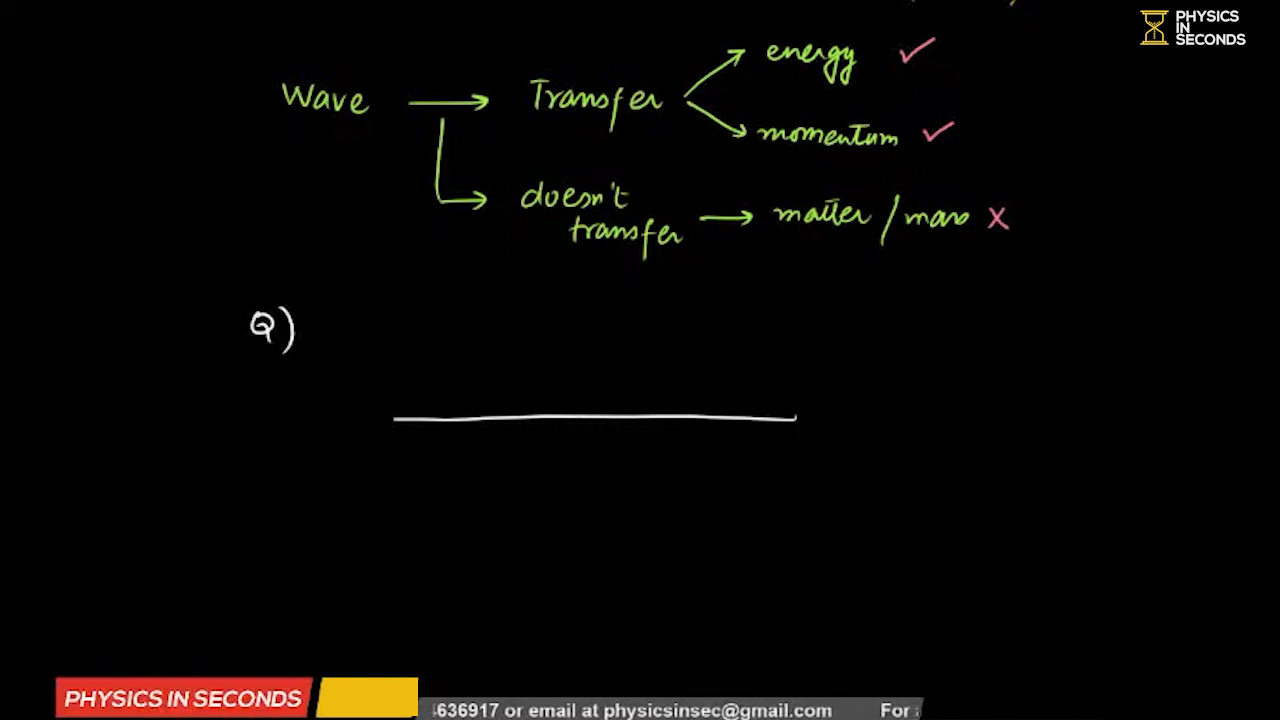 PHYSICS
IN
SECONDS
energy ✓
Wave → Transfer
momentum ✓
doesn't
transfer → matter / mass X
Q)
PHYSICS IN SECONDS
4636917 or email at physicsinsec@gmail.com For